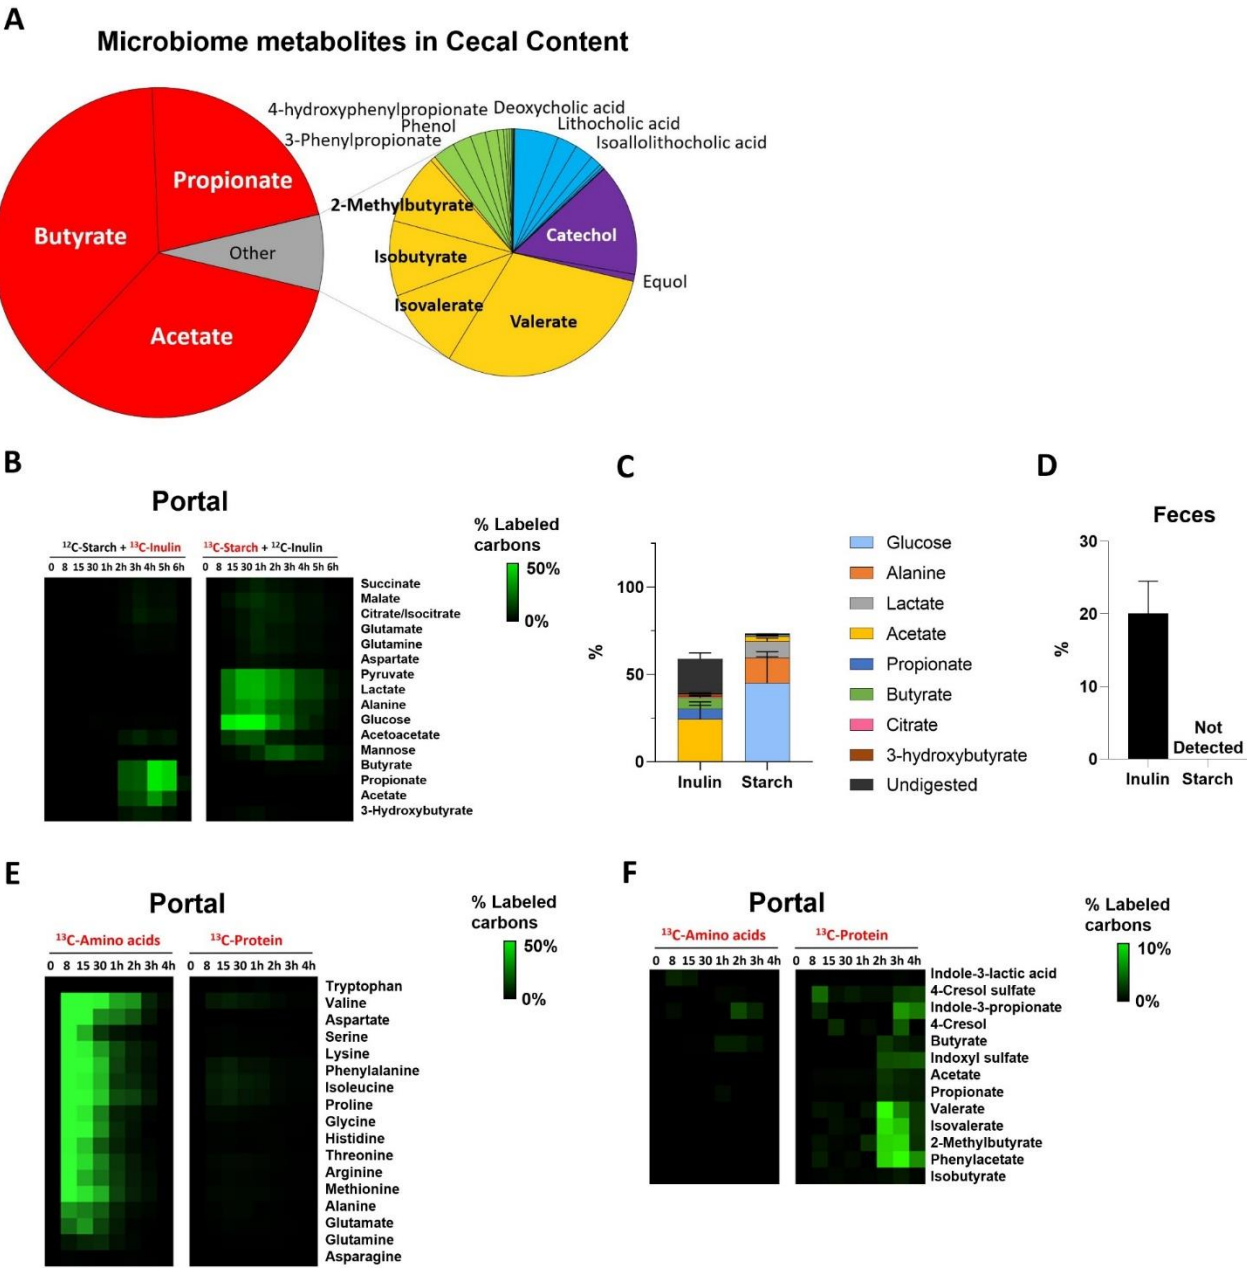 A
Microbiome metabolites in Cecal Content
4-hydroxyphenylpropionate
Deoxycholic acid
Phenol
Lithocholic acid
3-Phenylpropionate
Isoallolithocholic acid
Propionate
2-Methylbutyrate
Butyrate
Catechol
Other
Isobutyrate
Equol
Isovalerate
Valerate
Acetate
B
Portal
¹²C-Starch + ¹³C-Inulin
¹³C-Starch + ¹²C-Inulin
0 8 15 30 1h 2h 3h 4h 5h 6h
0 8 15 30 1h 2h 3h 4h 5h 6h
% Labeled
carbons
50%
0%
Succinate
Malate
Citrate/Isocitrate
Glutamate
Glutamine
Aspartate
Pyruvate
Lactate
Alanine
Glucose
Acetoacetate
Mannose
Butyrate
Propionate
Acetate
3-Hydroxybutyrate
C
%
100
50
0
Inulin
Starch
Glucose
Alanine
Lactate
Acetate
Propionate
Butyrate
Citrate
3-hydroxybutyrate
Undigested
D
Feces
%
30
20
10
0
Not
Detected
Inulin
Starch
E
Portal
¹³C-Amino acids
¹³C-Protein
0 8 15 30 1h 2h 3h 4h
0 8 15 30 1h 2h 3h 4h
% Labeled
carbons
50%
0%
Tryptophan
Valine
Aspartate
Serine
Lysine
Phenylalanine
Isoleucine
Proline
Glycine
Histidine
Threonine
Arginine
Methionine
Alanine
Glutamate
Glutamine
Asparagine
F
Portal
¹³C-Amino acids
¹³C-Protein
0 8 15 30 1h 2h 3h 4h
0 8 15 30 1h 2h 3h 4h
% Labeled
carbons
10%
0%
Indole-3-lactic acid
4-Cresol sulfate
Indole-3-propionate
4-Cresol
Butyrate
Indoxyl sulfate
Acetate
Propionate
Valerate
Isovalerate
2-Methylbutyrate
Phenylacetate
Isobutyrate